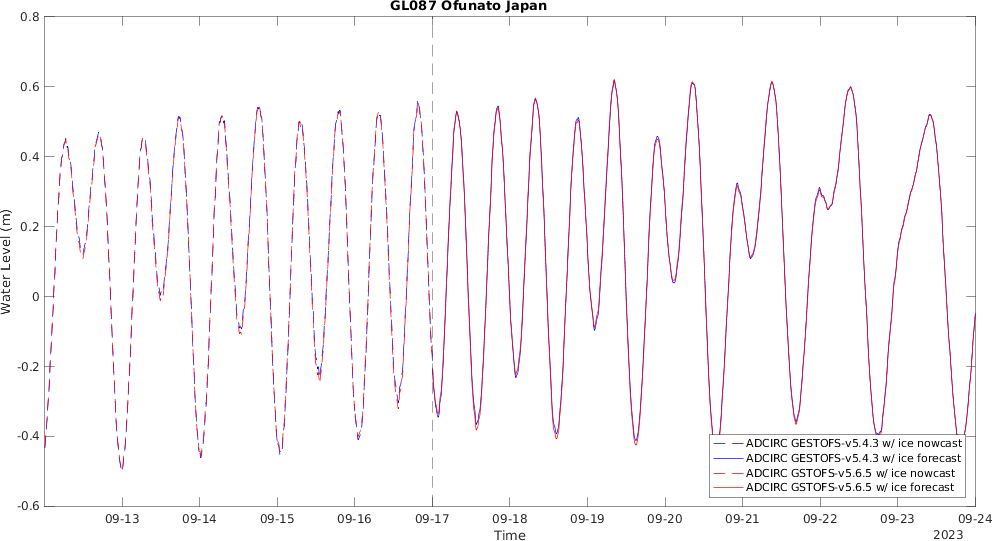 GL087 Ofunato Japan
0.8
0.6
0.4
0.2
0
-0.2
-0.4
-0.6
Water Level (m)
ADCIRC GESTOFS-v5.4.3 w/ ice nowcast
ADCIRC GESTOFS-v5.4.3 w/ ice forecast
ADCIRC GSTOFS-v5.6.5 w/ ice nowcast
ADCIRC GSTOFS-v5.6.5 w/ ice forecast
09-13 09-14 09-15 09-16 09-17 09-18 09-19 09-20 09-21 09-22 09-23 09-24
Time
2023